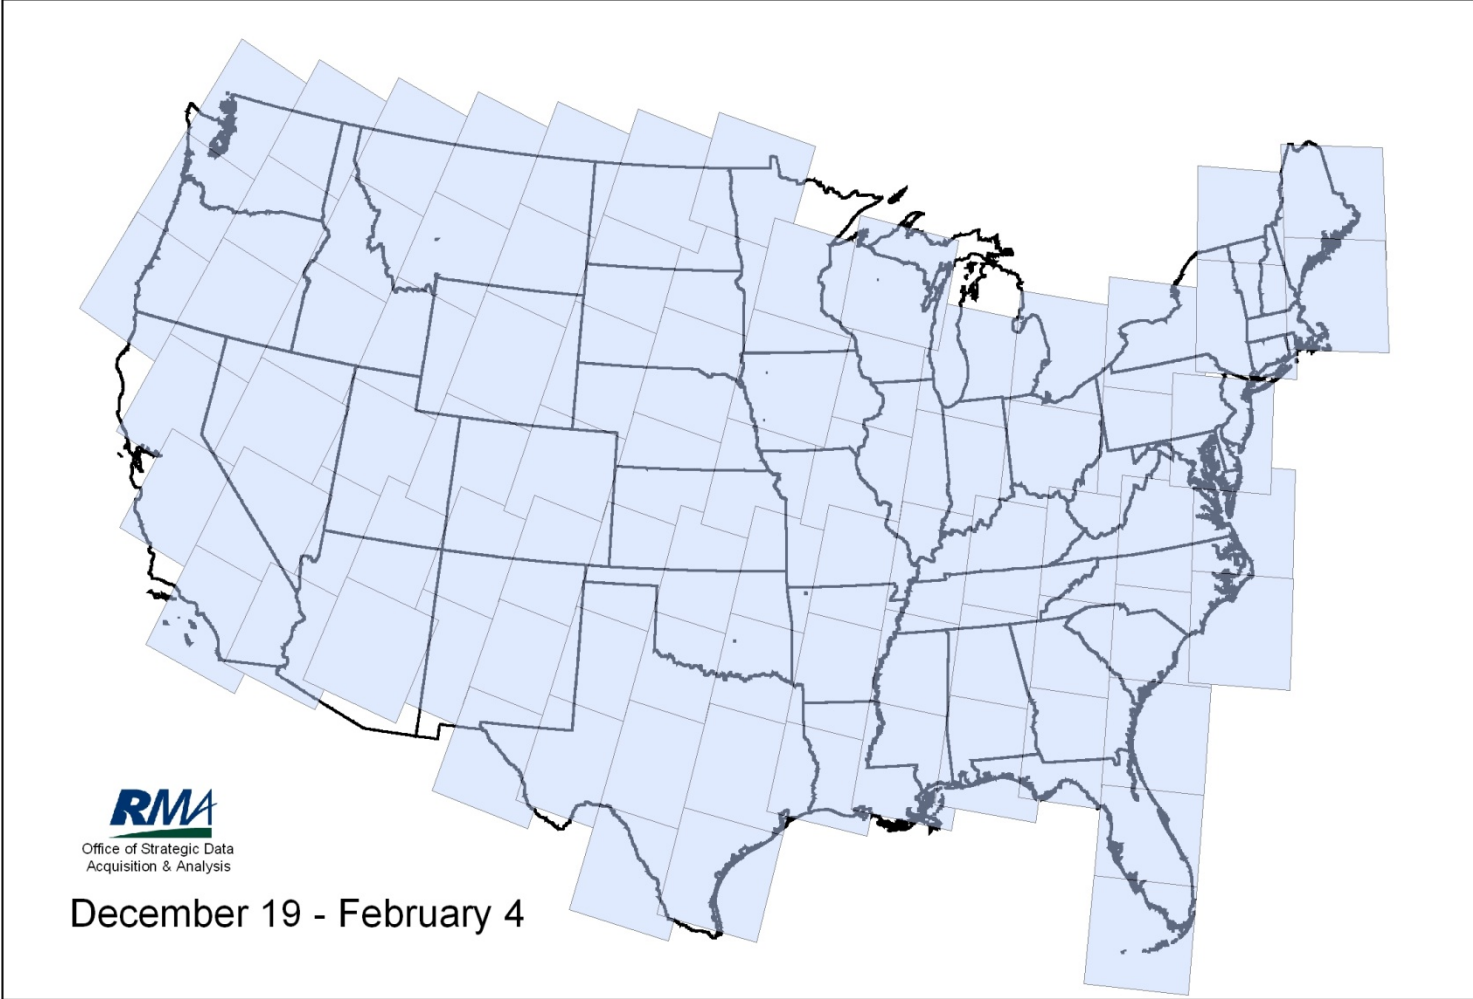 RMA
Office of Strategic Data
Acquisition & Analysis
December 19 - February 4